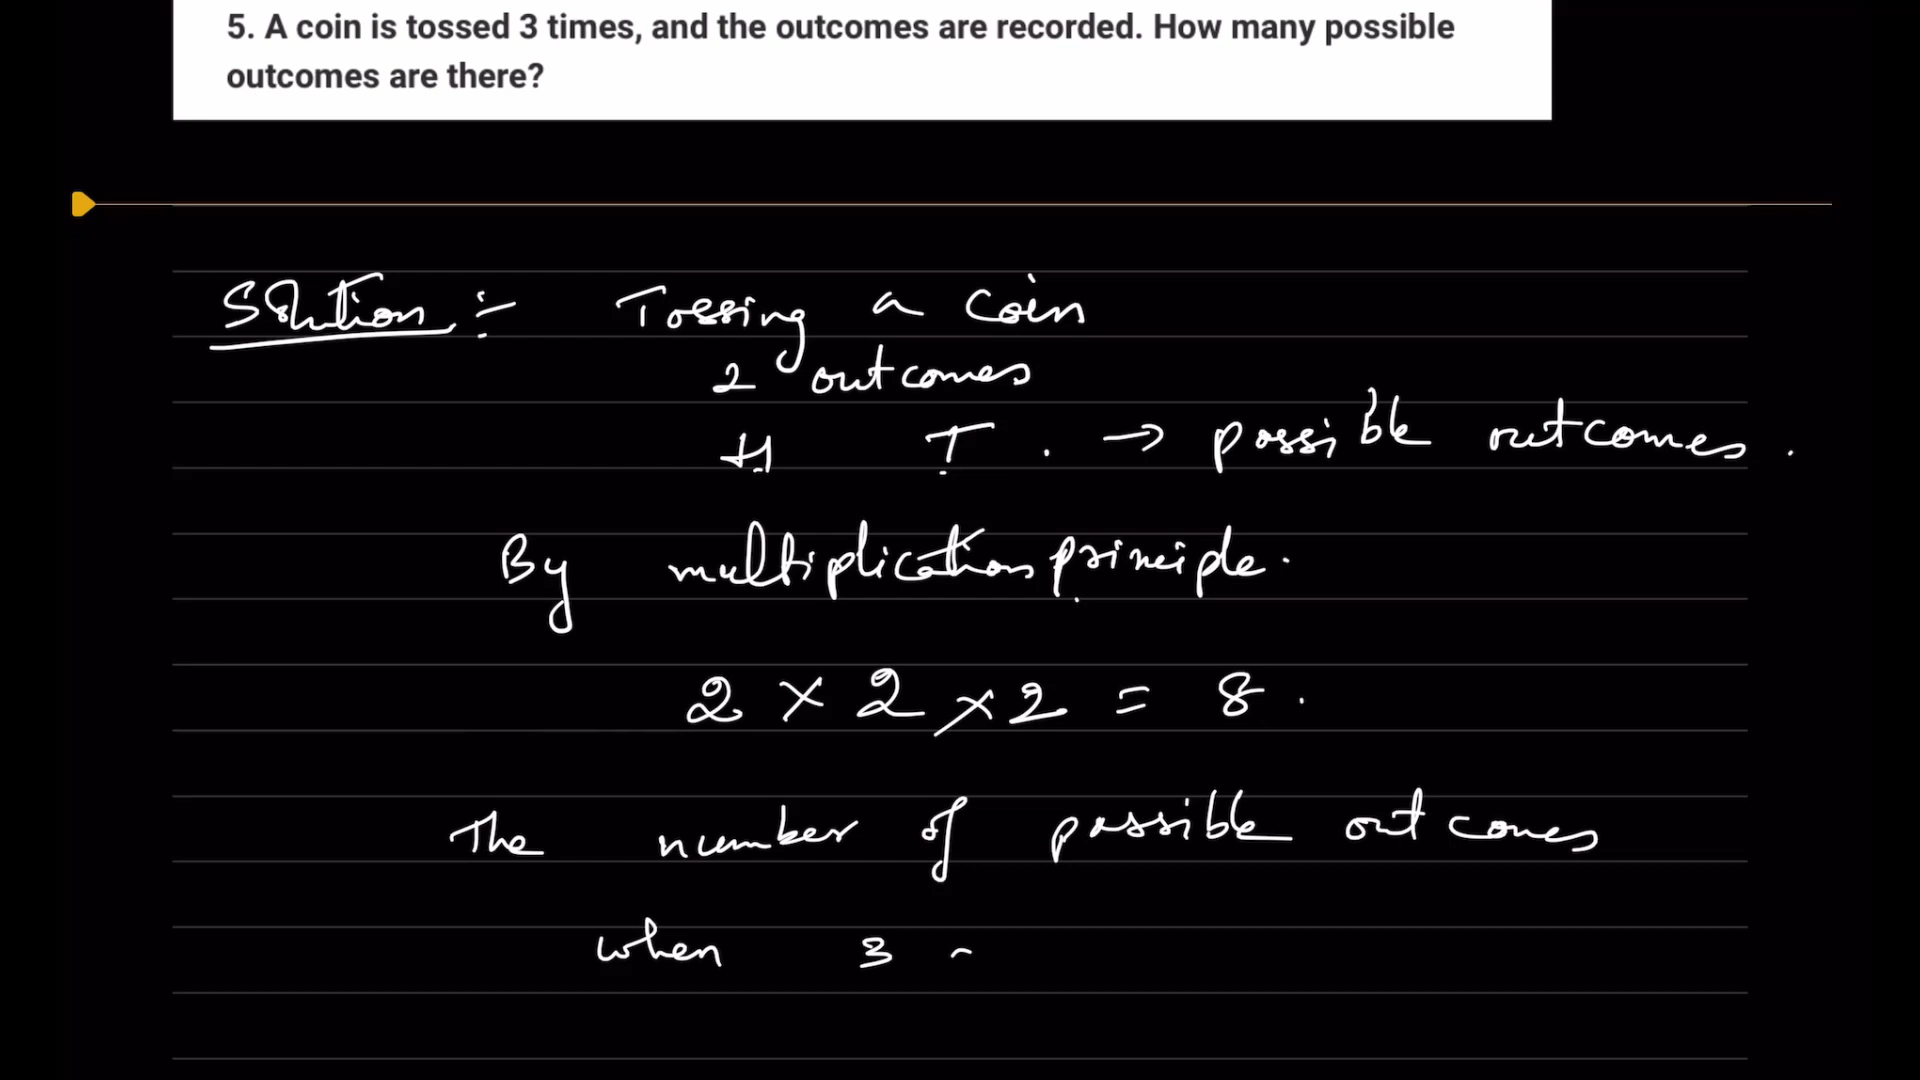 5. A coin is tossed 3 times, and the outcomes are recorded. How many possible
outcomes are there?
Solution :- Tossing a coin
2 outcomes
H T . → possible outcomes .
By multiplication principle.
2 × 2 × 2 = 8 .
The number of possible outcomes
when 3